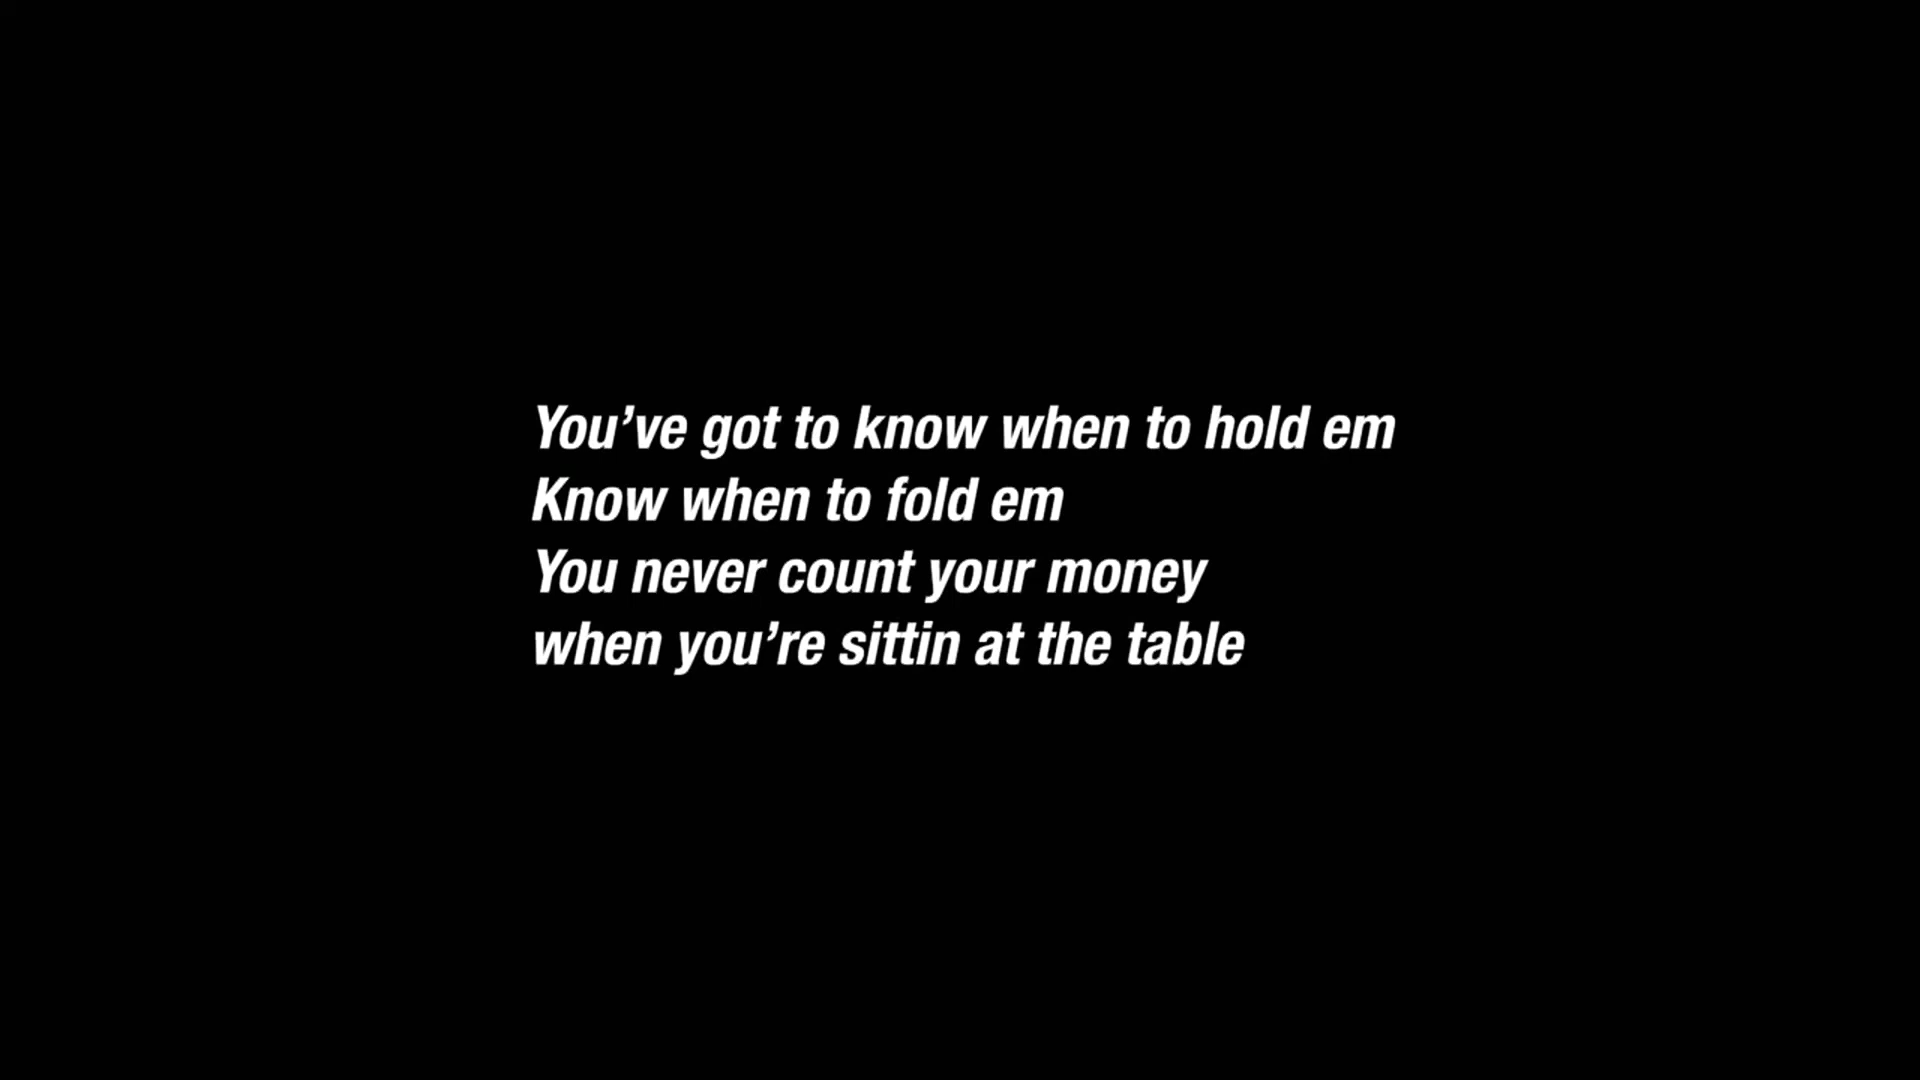 You’ve got to know when to hold em
Know when to fold em
You never count your money
when you’re sittin at the table